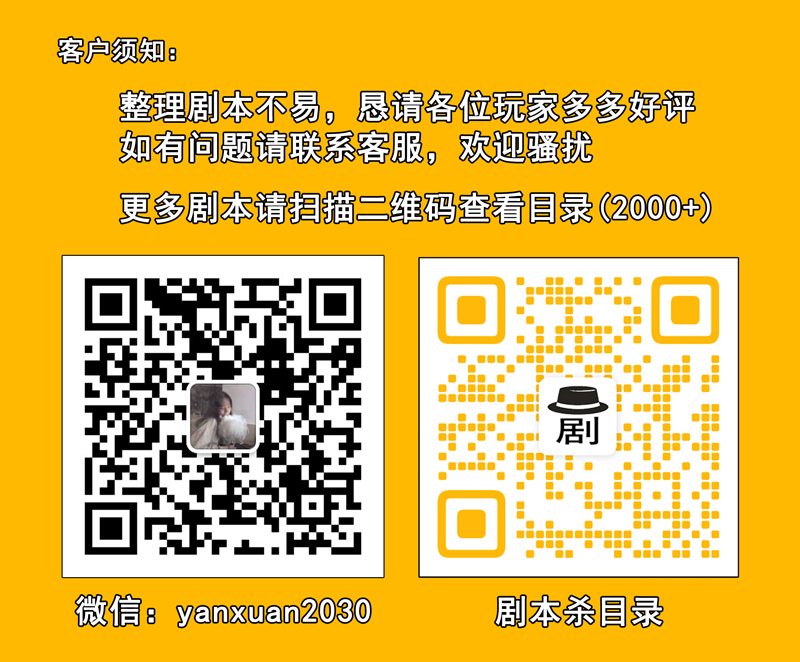 客户须知：
整理剧本不易，恳请各位玩家多多好评
如有问题请联系客服，欢迎骚扰
更多剧本请扫描二维码查看目录(2000+)
剧
微信：yanxuan2030
剧本杀目录